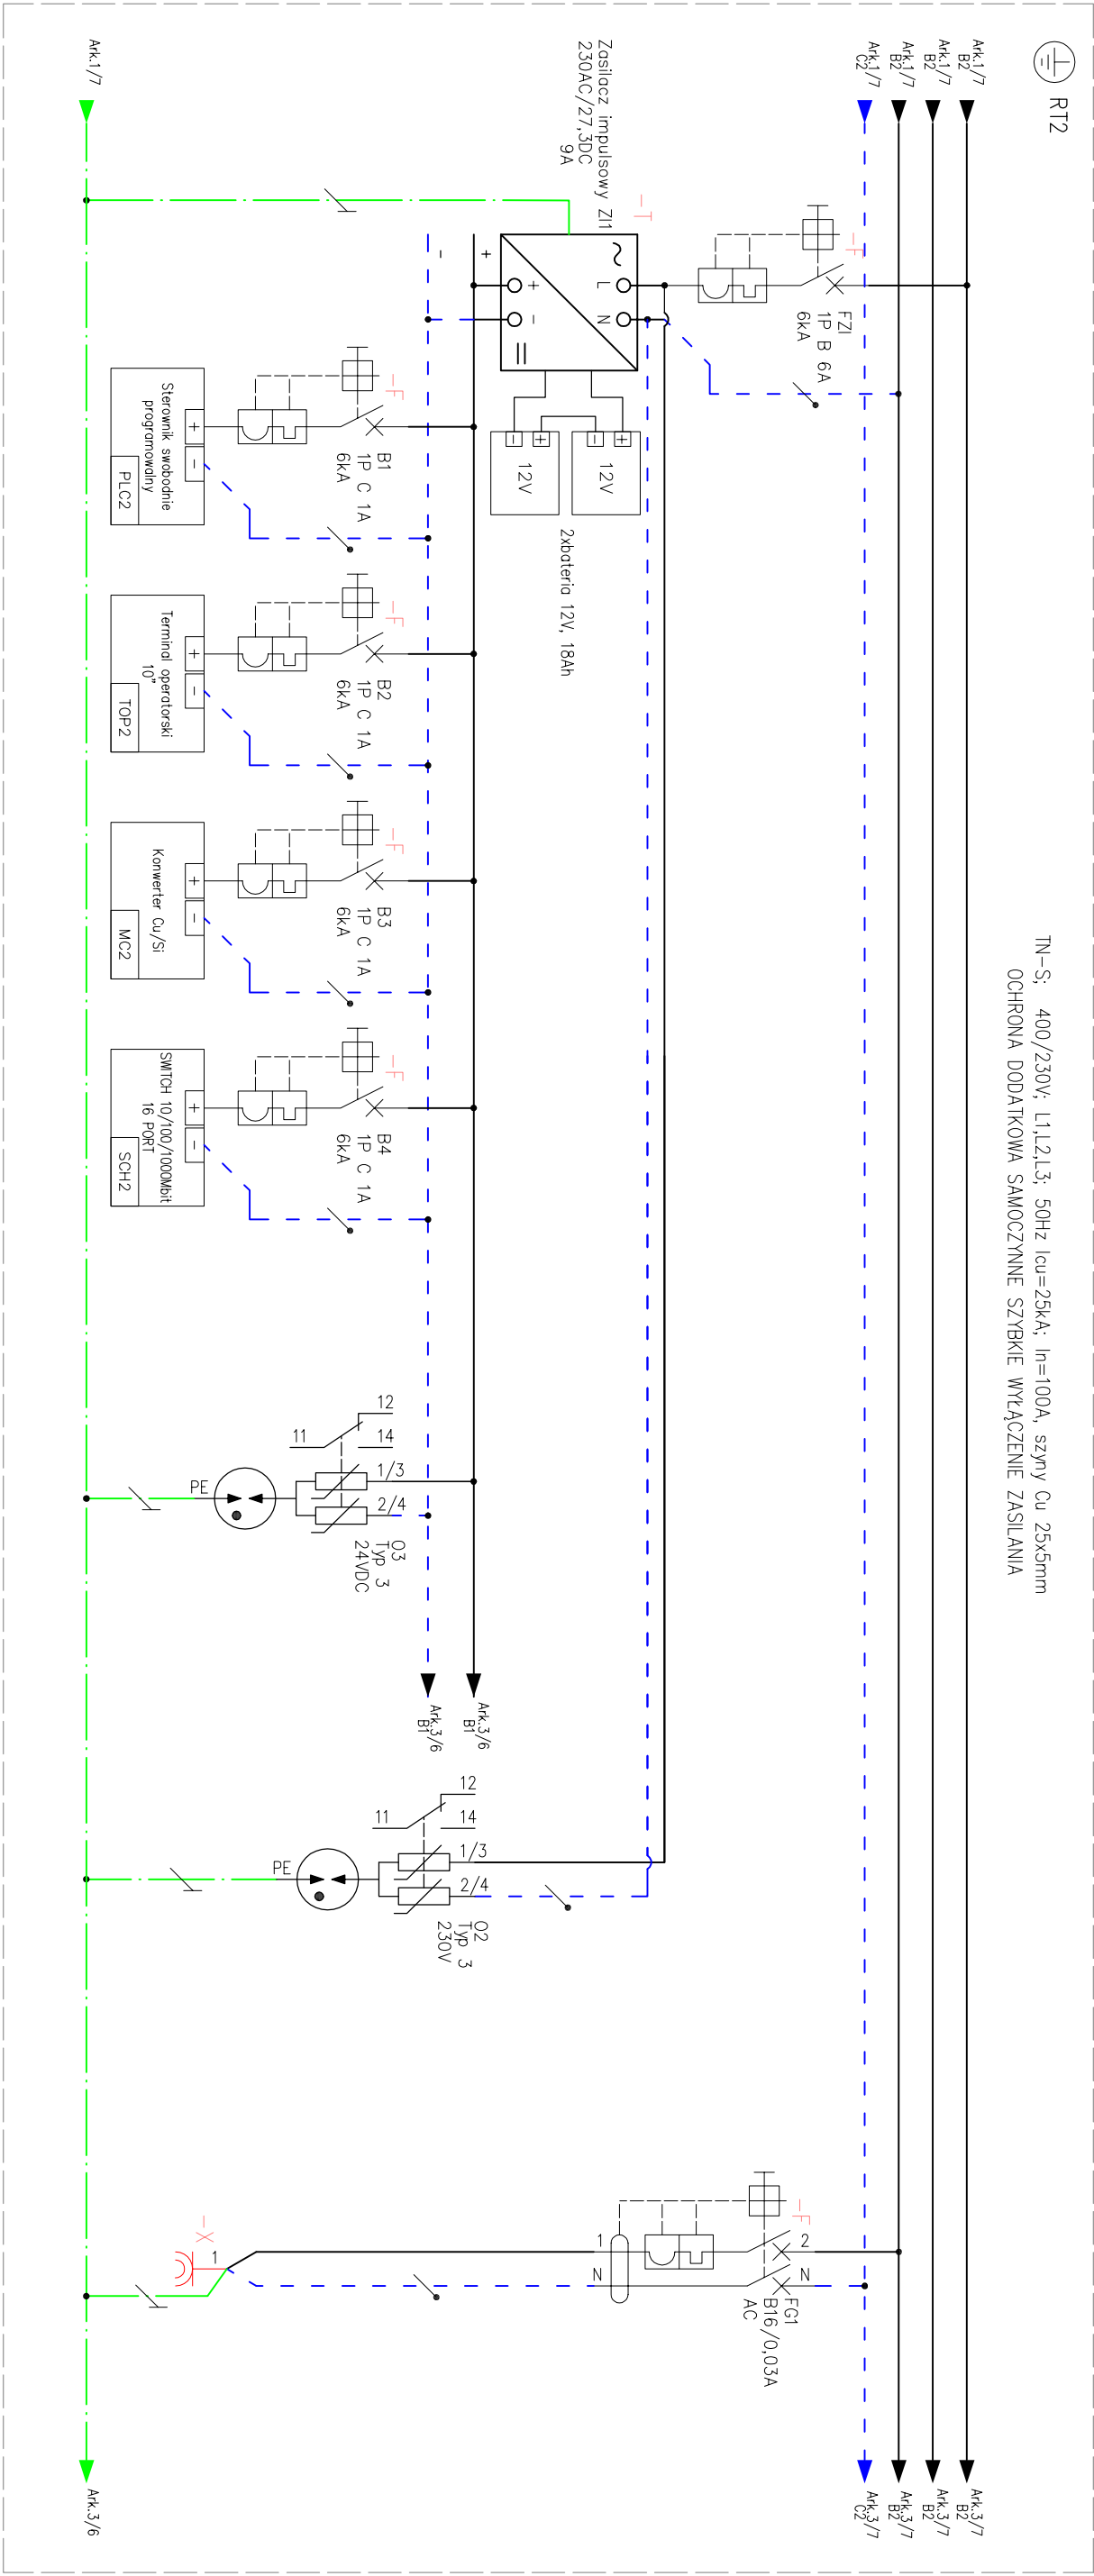 RT2
TN-S; 400/230V; L1,L2,L3; 50Hz Icu=25kA; In=100A, szyny Cu 25x5mm
OCHRONA DODATKOWA SAMOCZYNNE SZYBKIE WYŁĄCZENIE ZASILANIA
Ark.1/7
B2
Ark.1/7
B2
Ark.1/7
B2
Ark.1/7
C2
Ark.3/7
B2
Ark.3/7
B2
Ark.3/7
B2
Ark.3/7
C2
-F
FZI
1P B 6A
6kA
-T
Zasilacz impulsowy ZI1
230AC/27,3DC
9A
L
N
+
-
+
-
+
-
12V
+
-
12V
2xbateria 12V, 18Ah
-F
B1
1P C 1A
6kA
+
-
Sterownik swobodnie
programowalny
PLC2
-F
B2
1P C 1A
6kA
+
-
Terminal operatorski
10"
TOP2
-F
B3
1P C 1A
6kA
+
-
Konwerter Cu/Si
MC2
-F
B4
1P C 1A
6kA
+
-
SWITCH 10/100/1000Mbit
16 PORT
SCH2
12
14
11
1/3
2/4
PE
O3
Typ 3
24VDC
Ark.3/6
B1
Ark.3/6
B1
12
14
11
1/3
2/4
PE
O2
Typ 3
230V
-F
2
N
1
N
FG1
B16/0,03A
AC
-X
1
Ark.1/7
Ark.3/6